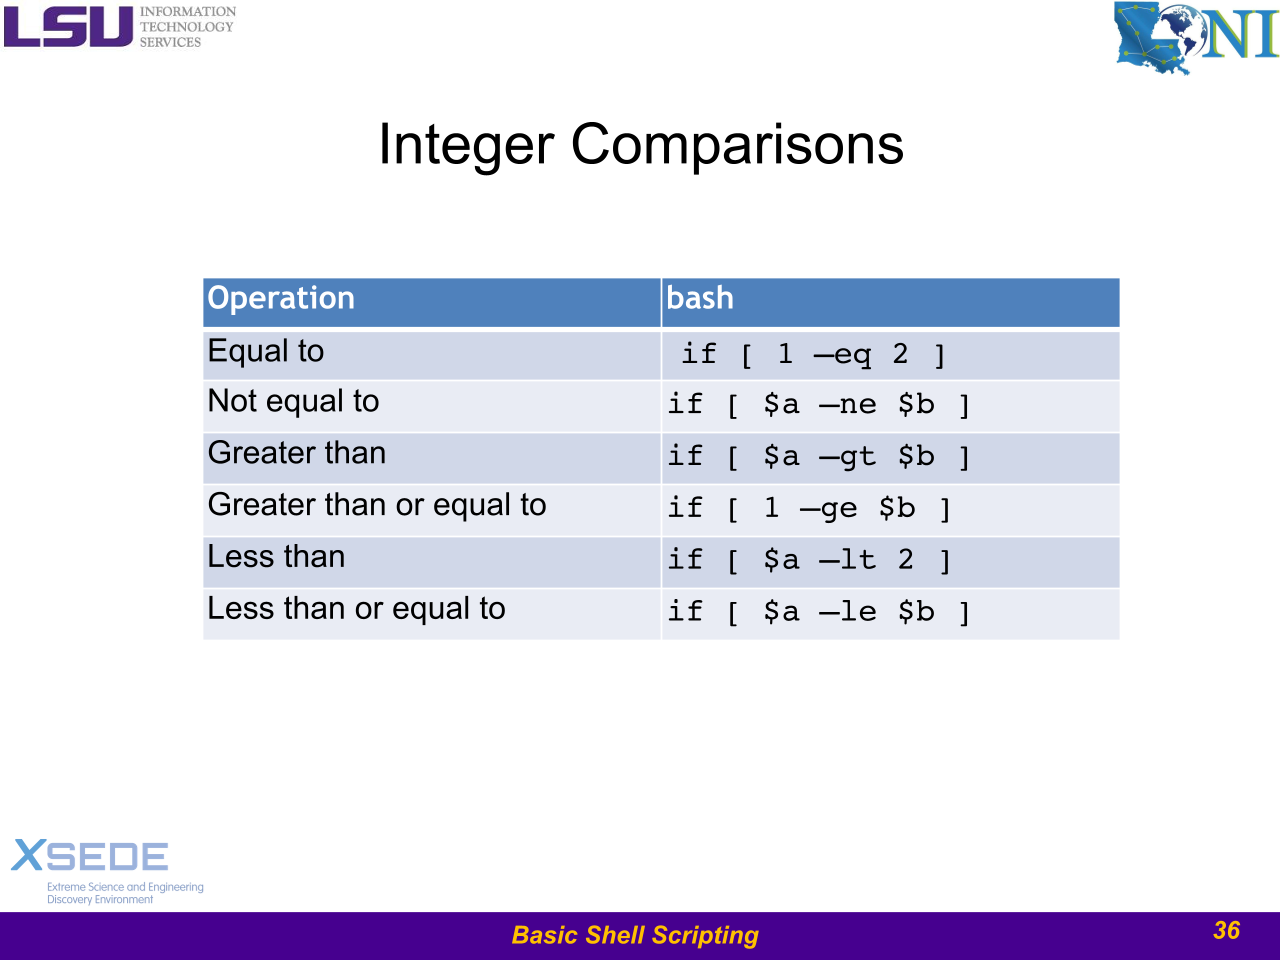 LSU INFORMATION
TECHNOLOGY
SERVICES
LONI
Integer Comparisons
Operation bash
Equal to if [ 1 –eq 2 ]
Not equal to if [ $a –ne $b ]
Greater than if [ $a –gt $b ]
Greater than or equal to if [ 1 –ge $b ]
Less than if [ $a –lt 2 ]
Less than or equal to if [ $a –le $b ]
XSEDE
Extreme Science and Engineering
Discovery Environment
Basic Shell Scripting 36